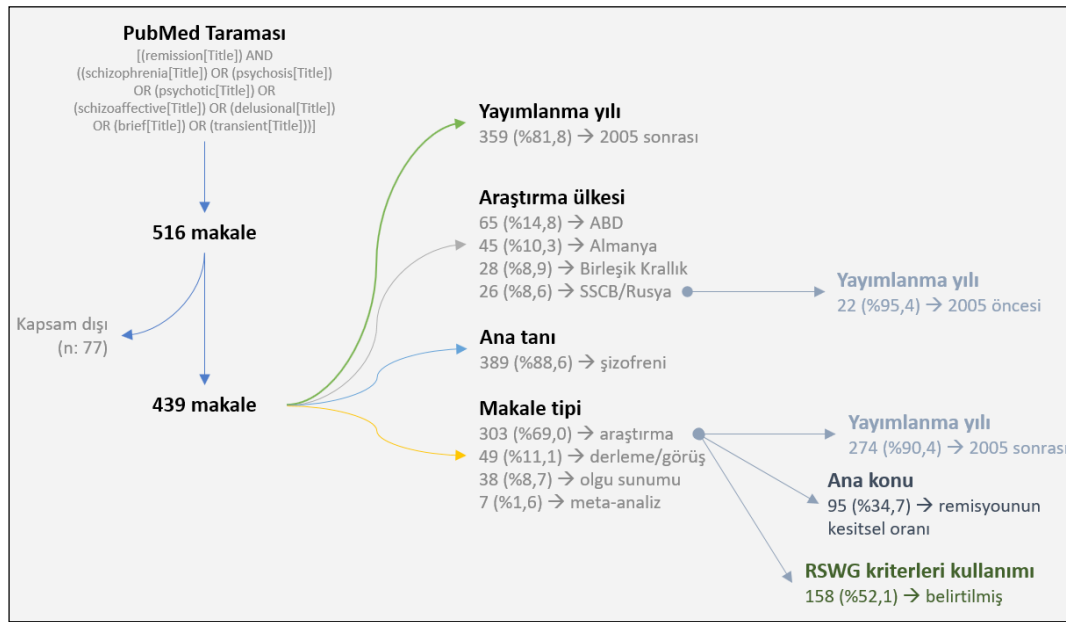 PubMed Taraması
[(remission[Title]) AND
((schizophrenia[Title]) OR (psychosis[Title])
OR (psychotic[Title]) OR
(schizoaffective[Title]) OR (delusional[Title])
OR (brief[Title]) OR (transient[Title]))]
516 makale
Kapsam dışı
(n: 77)
439 makale
Yayımlanma yılı
359 (%81,8) → 2005 sonrası
Araştırma ülkesi
65 (%14,8) → ABD
45 (%10,3) → Almanya
28 (%8,9) → Birleşik Krallık
26 (%8,6) → SSCB/Rusya
Yayımlanma yılı
22 (%95,4) → 2005 öncesi
Ana tanı
389 (%88,6) → şizofreni
Makale tipi
303 (%69,0) → araştırma
49 (%11,1) → derleme/görüş
38 (%8,7) → olgu sunumu
7 (%1,6) → meta-analiz
Yayımlanma yılı
274 (%90,4) → 2005 sonrası
Ana konu
95 (%34,7) → remisyounun
kesitsel oranı
RSWG kriterleri kullanımı
158 (%52,1) → belirtilmiş